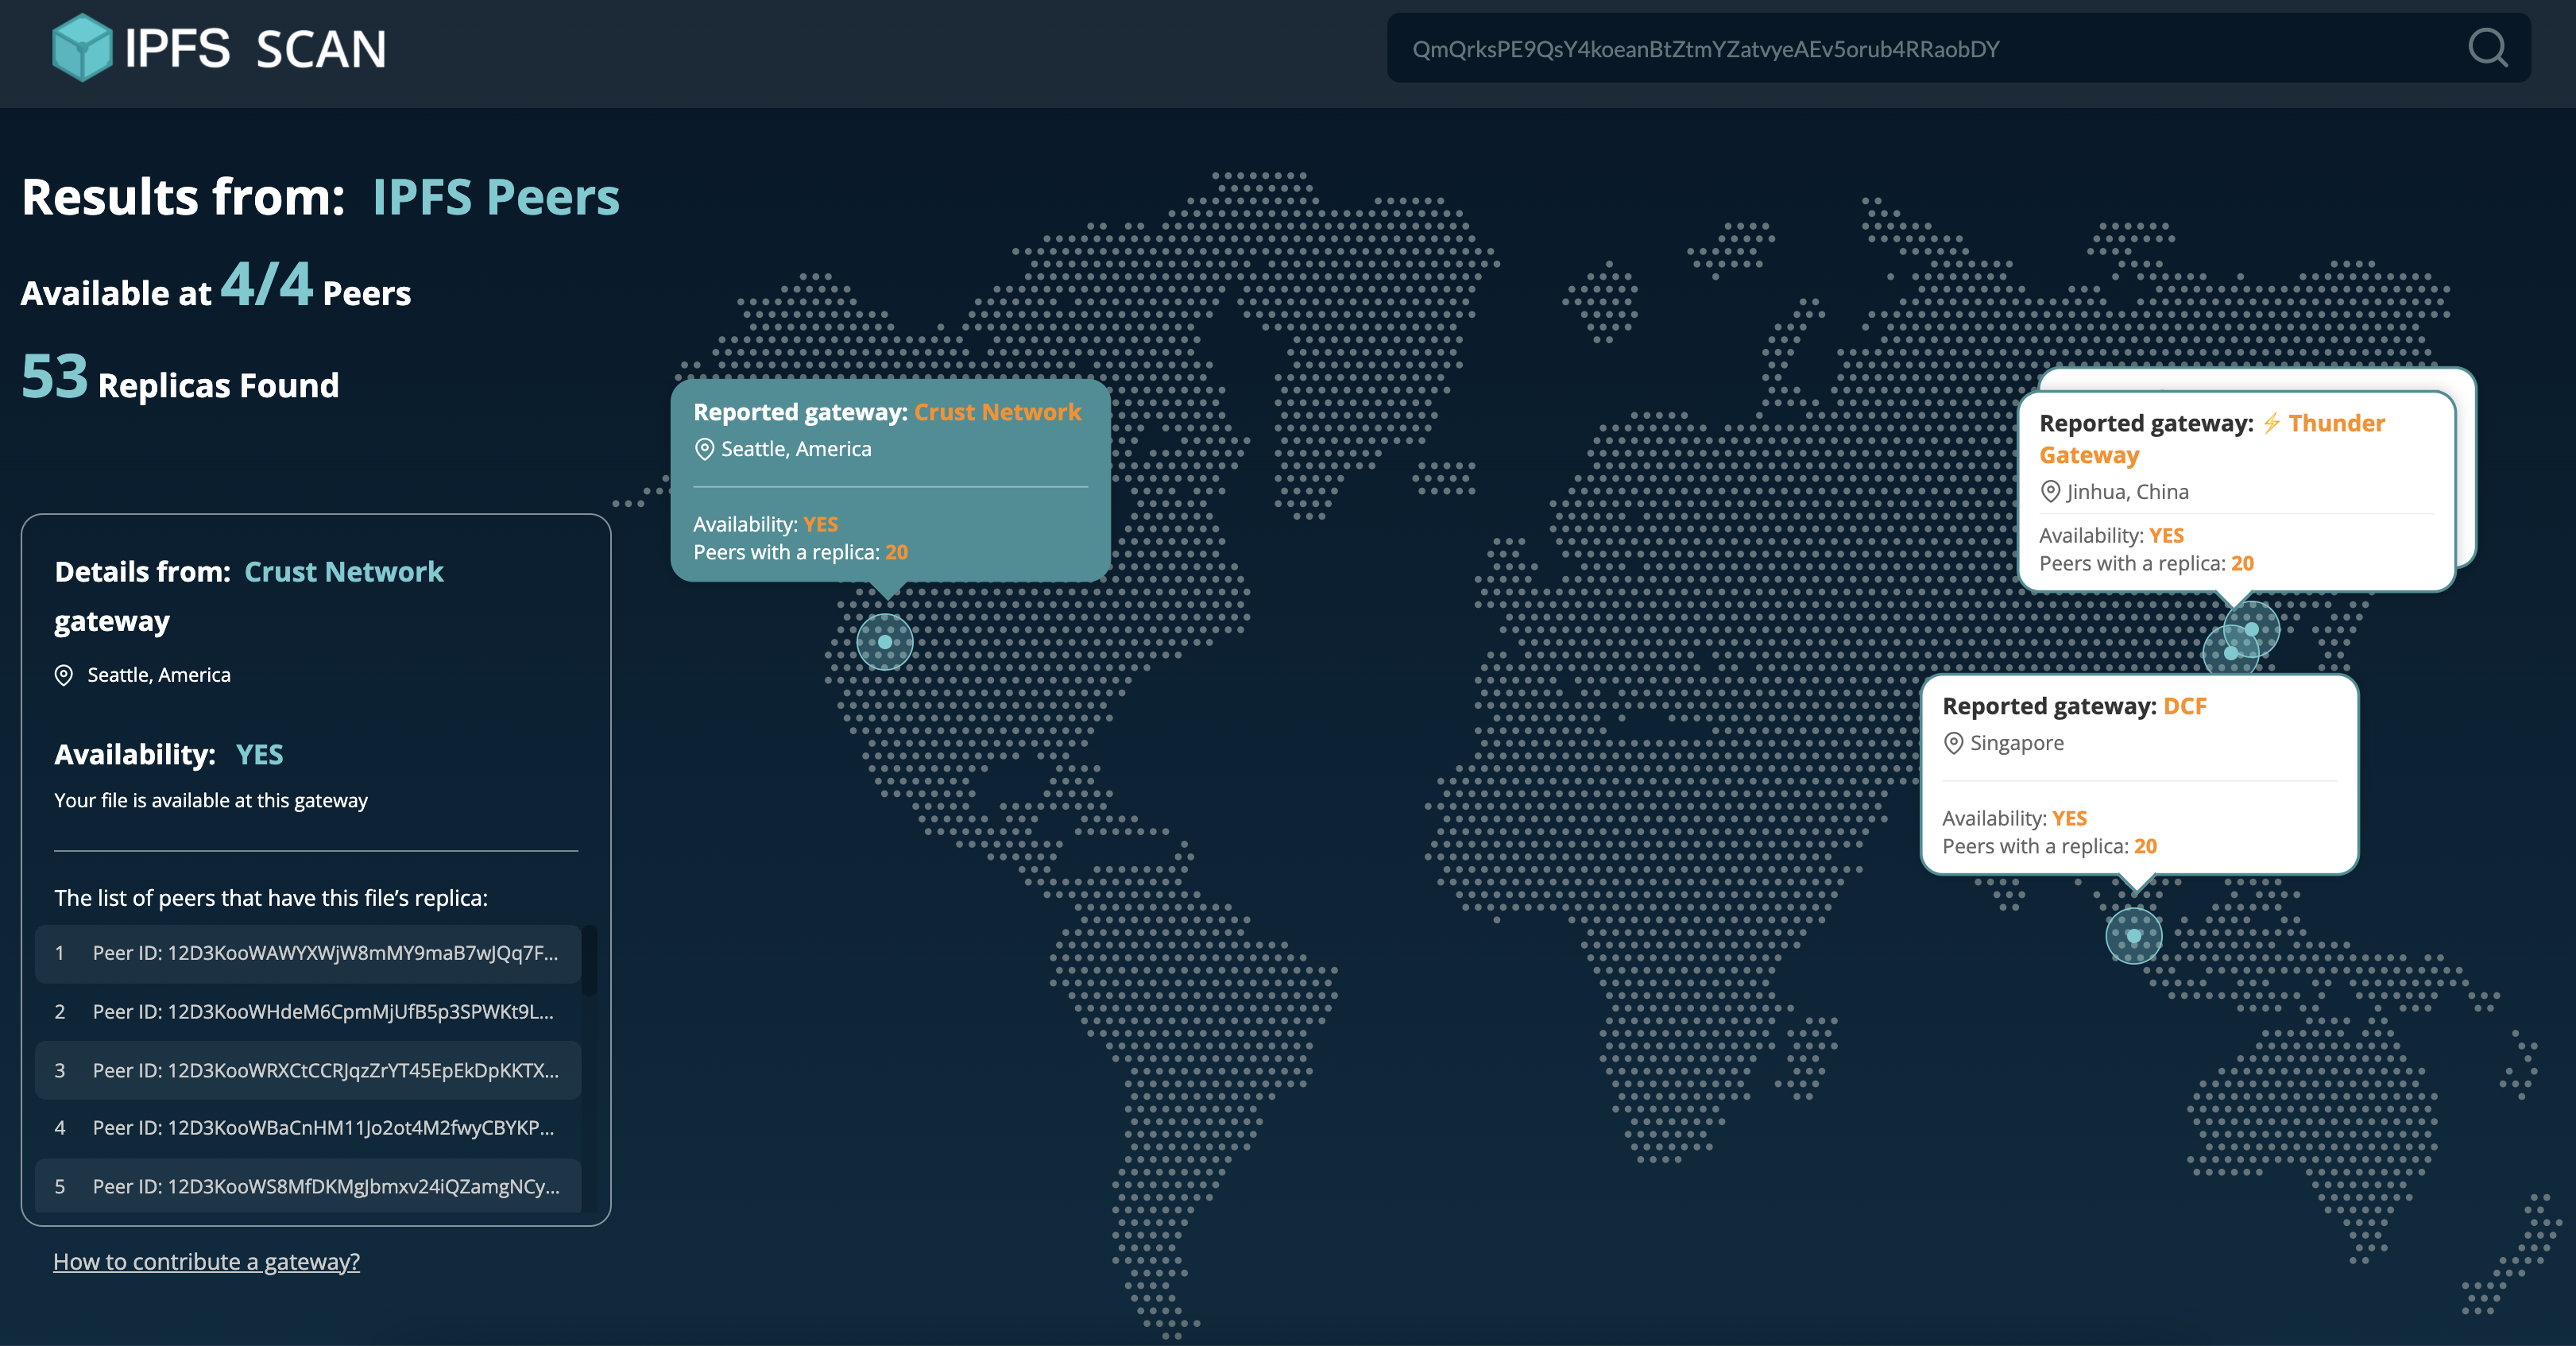 IPFS SCAN
QmQrksPE9QsY4koeanBtZtmYZatvyeAEv5orub4RRaobDY
Results from: IPFS Peers
Available at 4/4 Peers
53 Replicas Found
Details from: Crust Network
gateway
Seattle, America
Availability: YES
Your file is available at this gateway
The list of peers that have this file’s replica:
1 Peer ID: 12D3KooWAWYXWjW8mMY9maB7wJQq7F...
2 Peer ID: 12D3KooWHdeM6CpmMjUfB5p3SPWKt9L...
3 Peer ID: 12D3KooWRXCtCCRJqzZrYT45EpEkDpKKTX...
4 Peer ID: 12D3KooWBaCnHM11Jo2ot4M2fwyCBYKP...
5 Peer ID: 12D3KooWS8MfDKMgJbmxv24iQZamgNCy...
How to contribute a gateway?
Reported gateway: Crust Network
Seattle, America
Availability: YES
Peers with a replica: 20
Reported gateway: ⚡ Thunder
Gateway
Jinhua, China
Availability: YES
Peers with a replica: 20
Reported gateway: DCF
Singapore
Availability: YES
Peers with a replica: 20